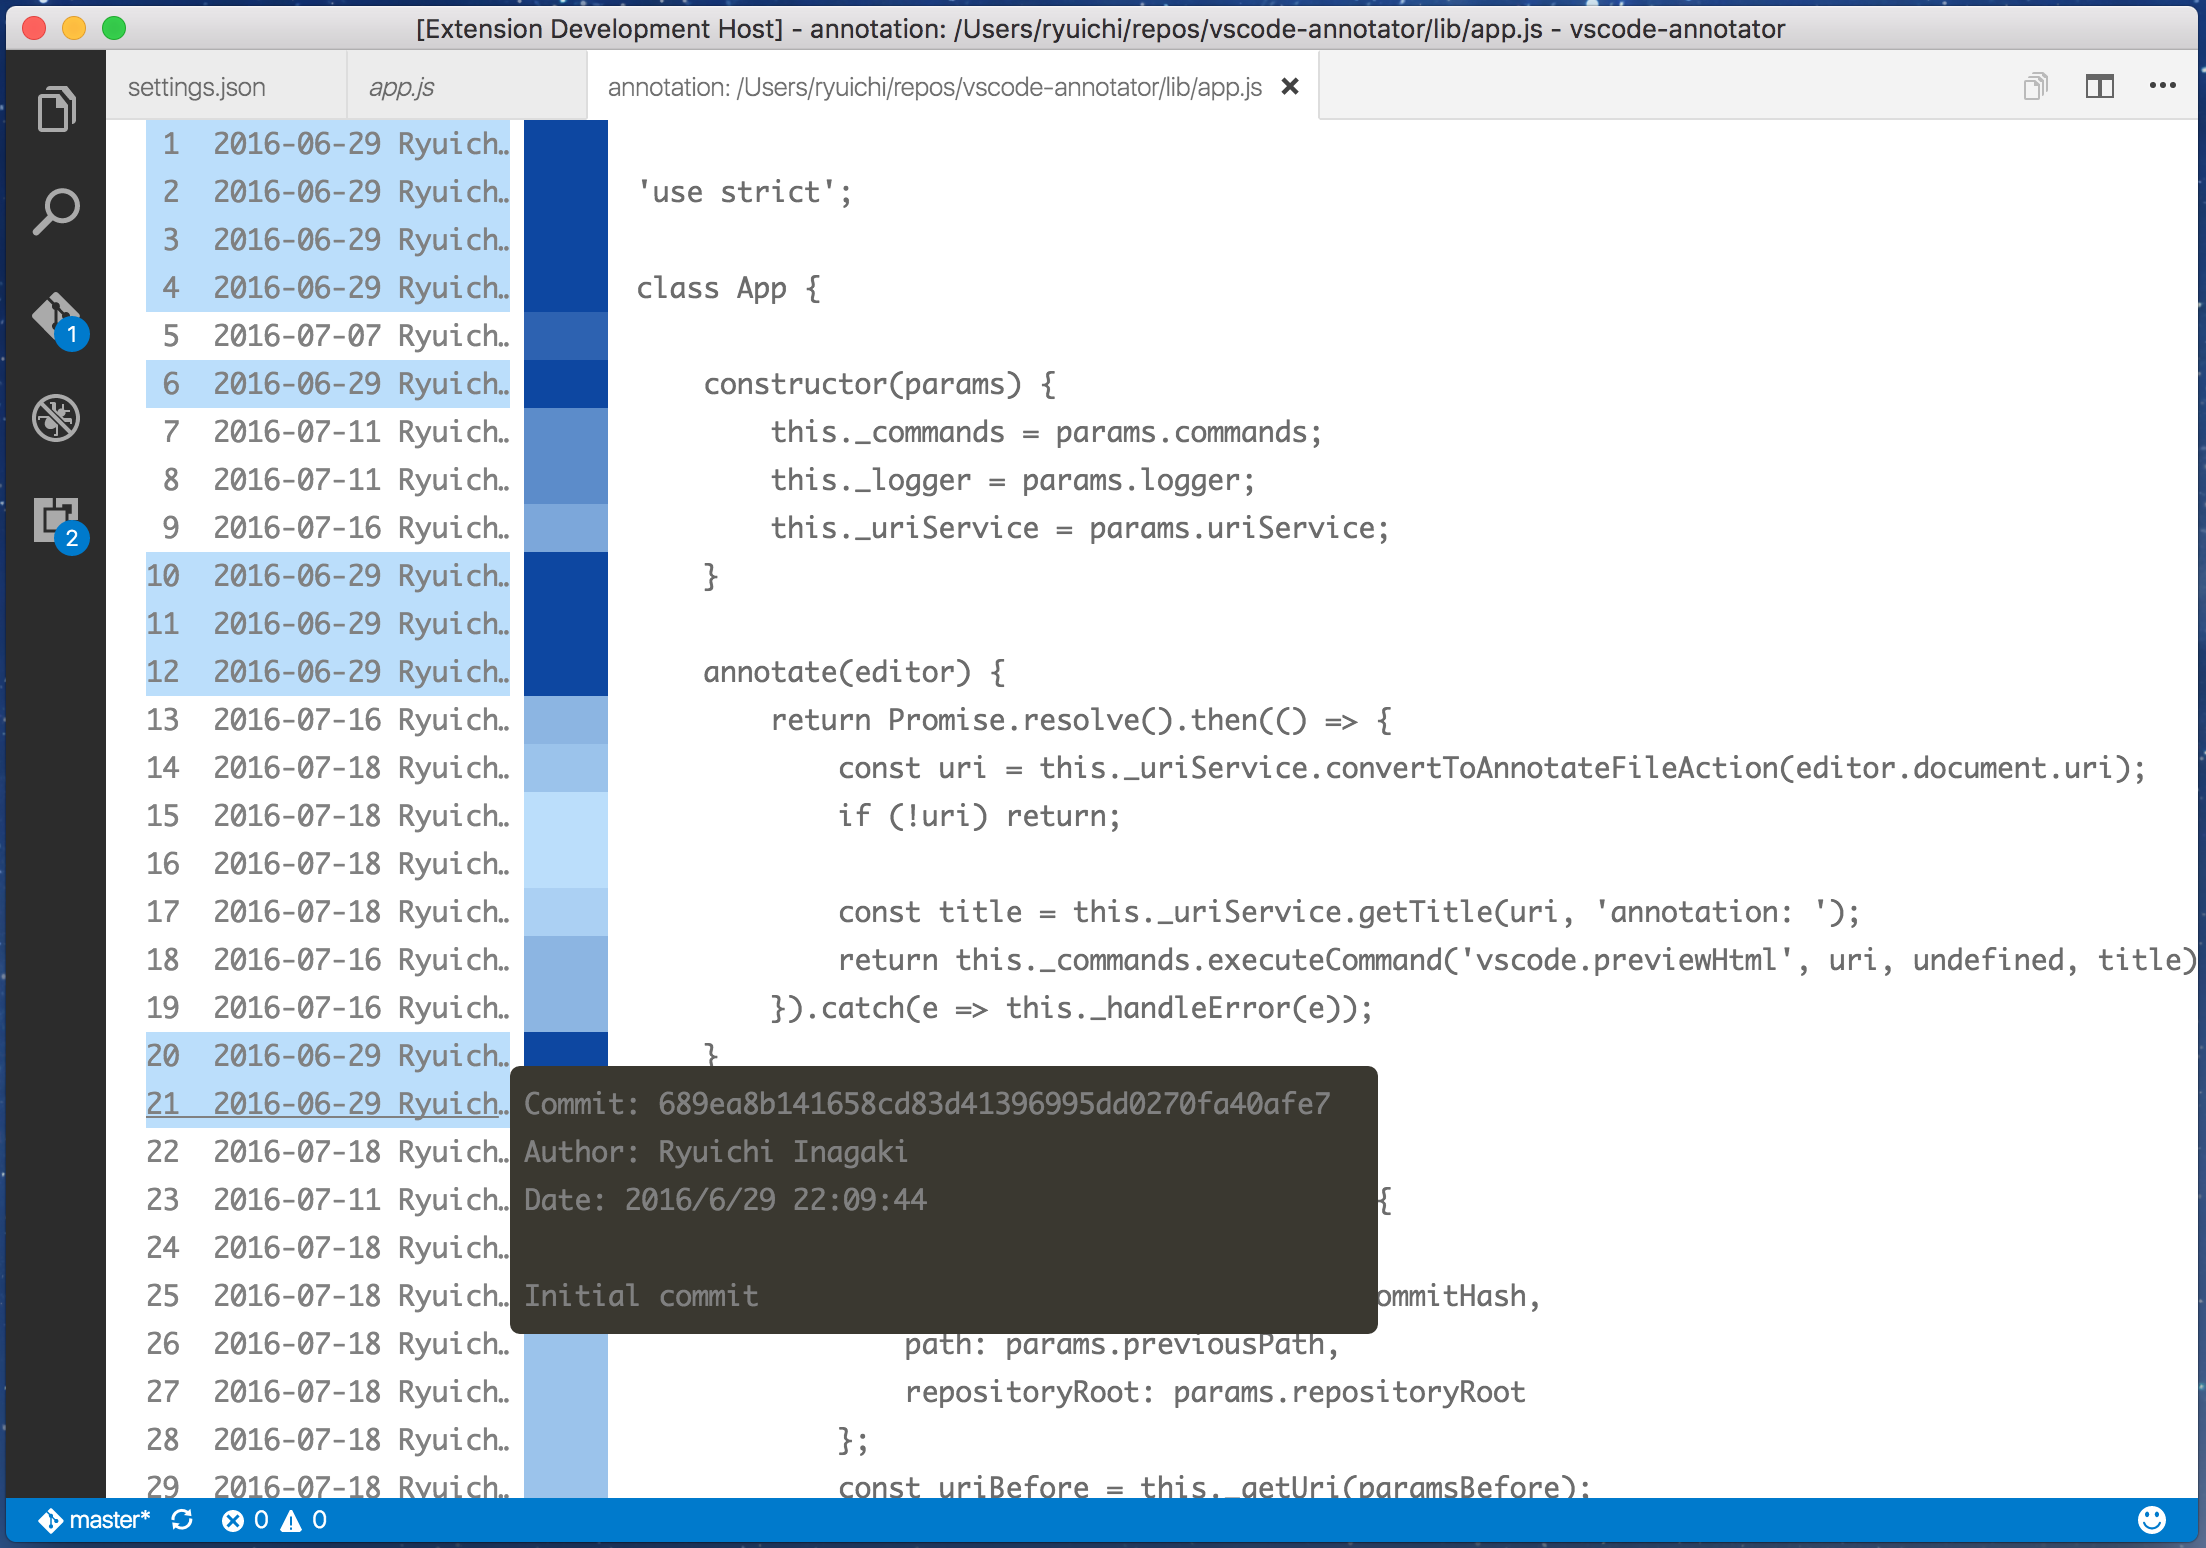 [Extension Development Host] - annotation: /Users/ryuichi/repos/vscode-annotator/lib/app.js - vscode-annotator
settings.json app.js annotation: /Users/ryuichi/repos/vscode-annotator/lib/app.js
1 2016-06-29 Ryuich…
2 2016-06-29 Ryuich… 'use strict';
3 2016-06-29 Ryuich…
4 2016-06-29 Ryuich… class App {
5 2016-07-07 Ryuich…
6 2016-06-29 Ryuich… constructor(params) {
7 2016-07-11 Ryuich… this._commands = params.commands;
8 2016-07-11 Ryuich… this._logger = params.logger;
9 2016-07-16 Ryuich… this._uriService = params.uriService;
10 2016-06-29 Ryuich… }
11 2016-06-29 Ryuich…
12 2016-06-29 Ryuich… annotate(editor) {
13 2016-07-16 Ryuich… return Promise.resolve().then(() => {
14 2016-07-18 Ryuich… const uri = this._uriService.convertToAnnotateFileAction(editor.document.uri);
15 2016-07-18 Ryuich… if (!uri) return;
16 2016-07-18 Ryuich…
17 2016-07-18 Ryuich… const title = this._uriService.getTitle(uri, 'annotation: ');
18 2016-07-16 Ryuich… return this._commands.executeCommand('vscode.previewHtml', uri, undefined, title)
19 2016-07-16 Ryuich… }).catch(e => this._handleError(e));
20 2016-06-29 Ryuich… }
21 2016-06-29 Ryuich… Commit: 689ea8b141658cd83d41396995dd0270fa40afe7
22 2016-07-18 Ryuich… Author: Ryuichi Inagaki
23 2016-07-11 Ryuich… Date: 2016/6/29 22:09:44 {
24 2016-07-18 Ryuich…
25 2016-07-18 Ryuich… Initial commit ommitHash,
26 2016-07-18 Ryuich… path: params.previousPath,
27 2016-07-18 Ryuich… repositoryRoot: params.repositoryRoot
28 2016-07-18 Ryuich… };
29 2016-07-18 Ryuich… const uriBefore = this._getUri(paramsBefore);
1
2
master* 0 0